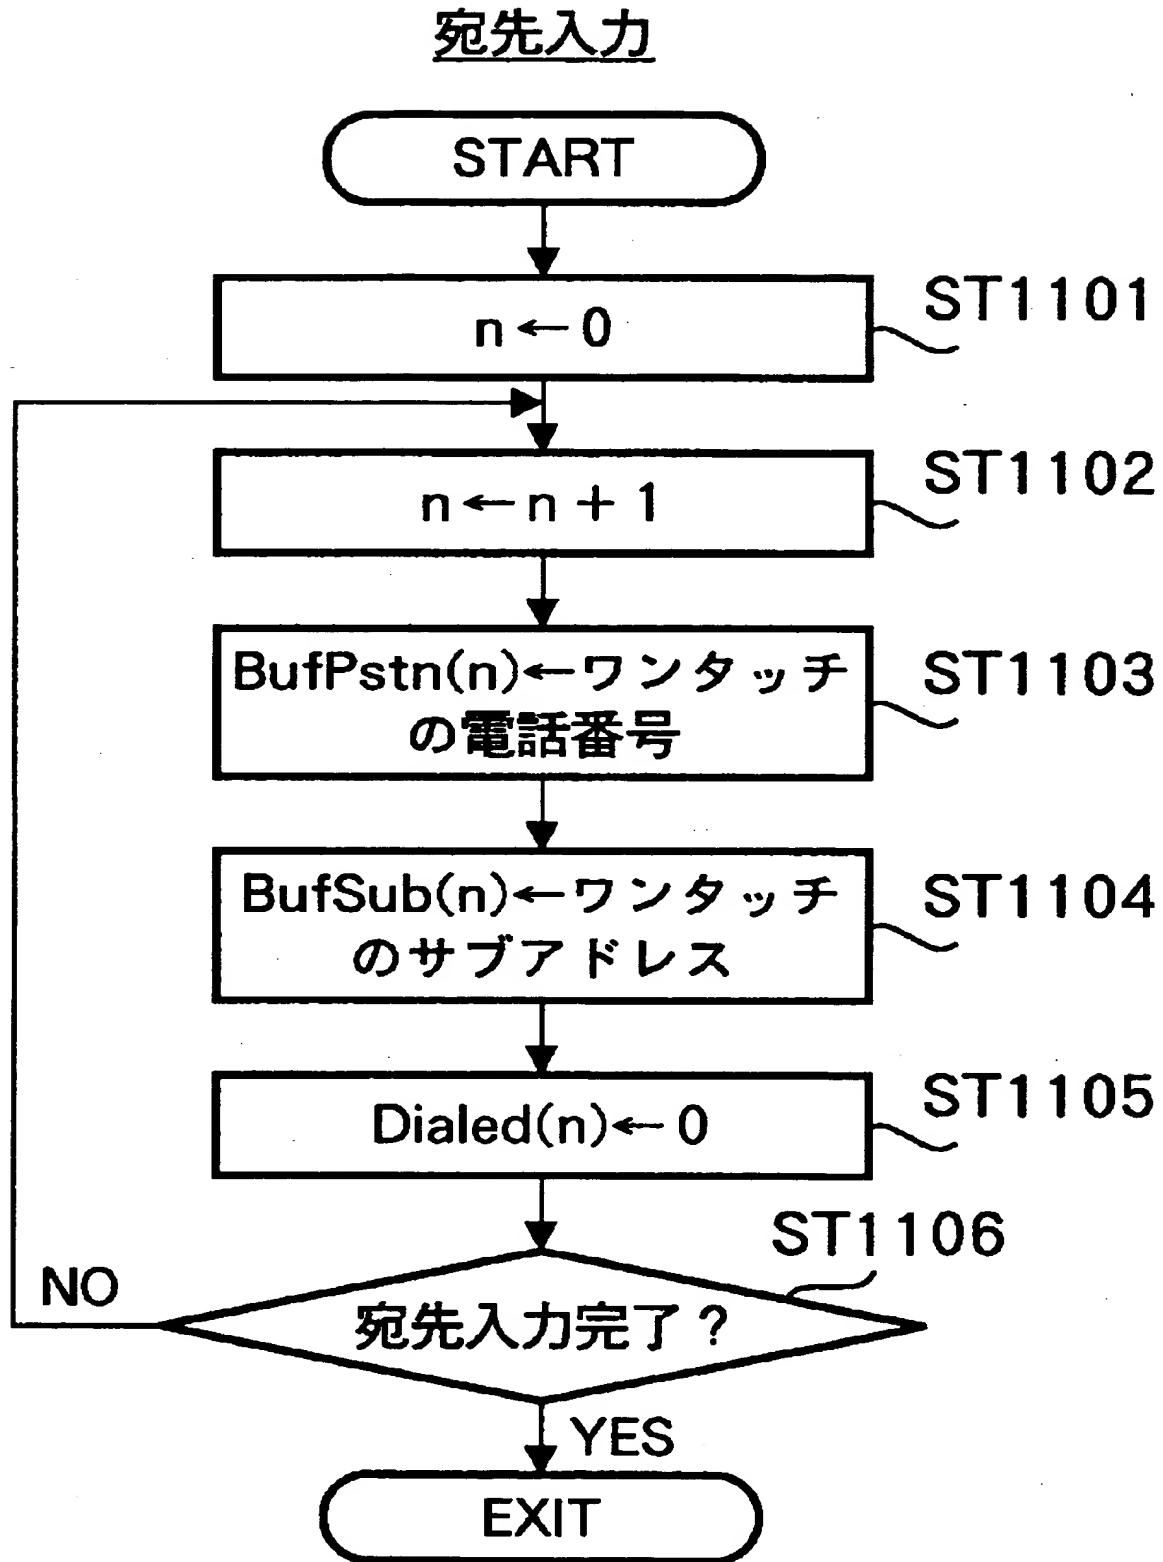 宛先入力
START
n←0
ST1101
n←n+1
ST1102
BufPstn(n)←ワンタッチ
の電話番号
ST1103
BufSub(n)←ワンタッチ
のサブアドレス
ST1104
Dialed(n)←0
ST1105
ST1106
宛先入力完了?
NO
YES
EXIT